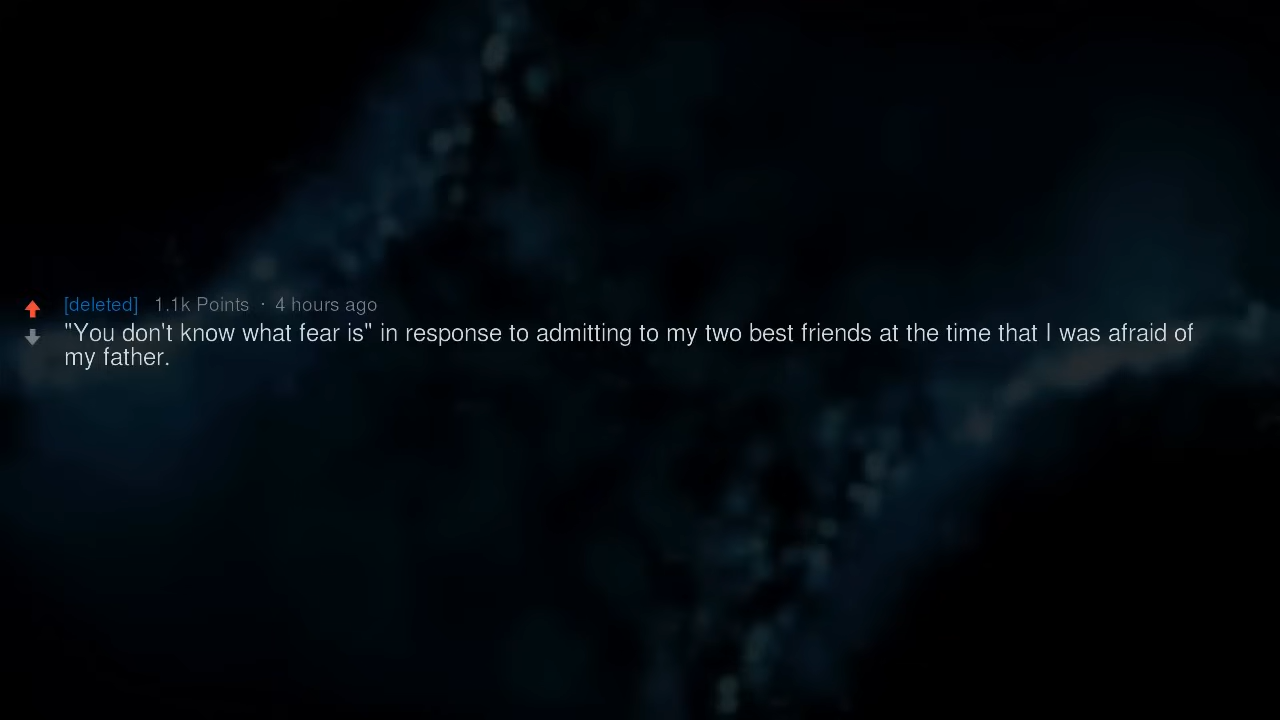 [deleted] 1.1k Points · 4 hours ago
"You don't know what fear is" in response to admitting to my two best friends at the time that I was afraid of
my father.